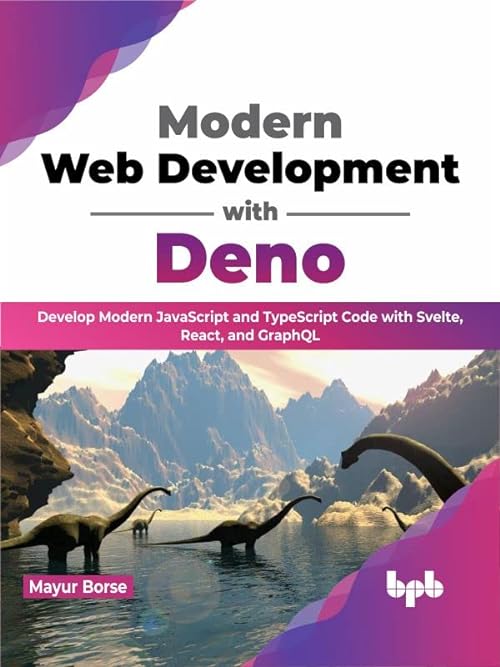 Modern
Web Development
with
Deno
Develop Modern JavaScript and TypeScript Code with Svelte,
React, and GraphQL
Mayur Borse
bpb